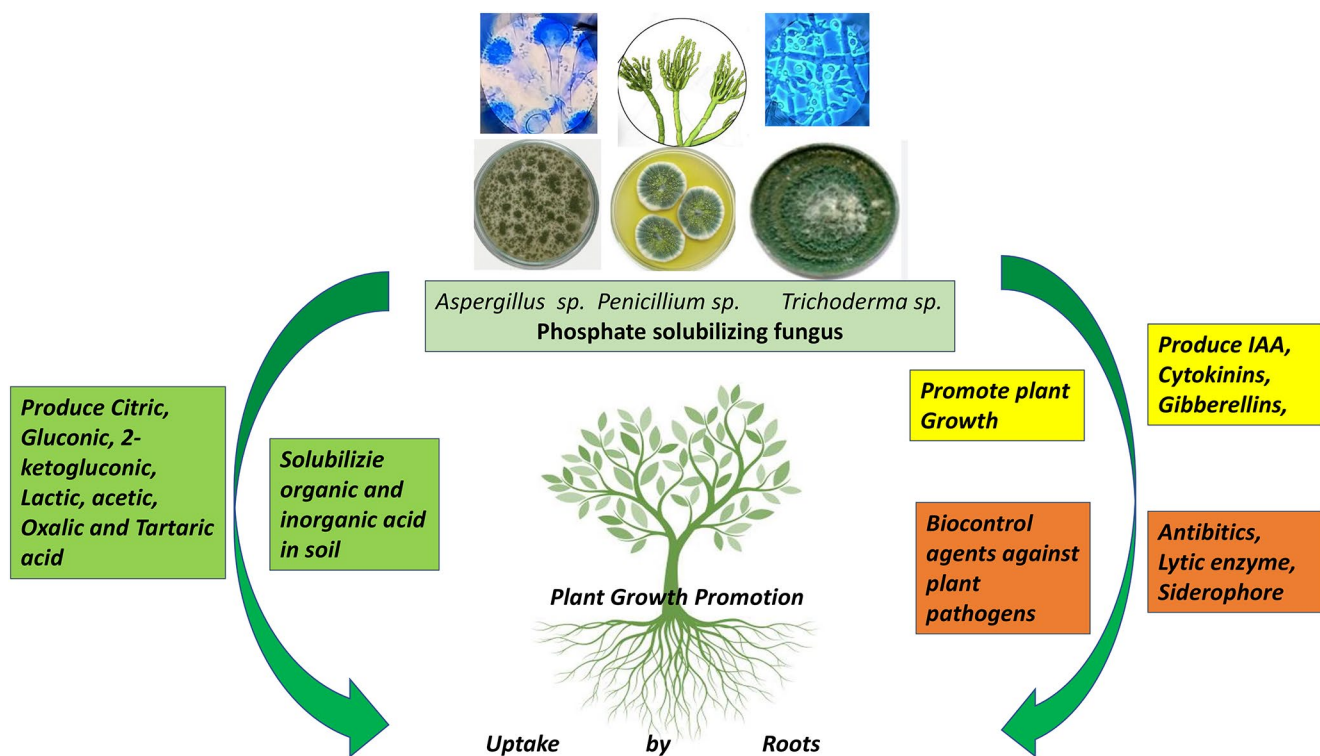 Aspergillus sp. Penicillium sp. Trichoderma sp.
Phosphate solubilizing fungus
Produce Citric,
Gluconic, 2-
ketogluconic,
Lactic, acetic,
Oxalic and Tartaric
acid
Solubilizie
organic and
inorganic acid
in soil
Promote plant
Growth
Produce IAA,
Cytokinins,
Gibberellins,
Biocontrol
agents against
plant
pathogens
Antibitics,
Lytic enzyme,
Siderophore
Plant Growth Promotion
Uptake by Roots